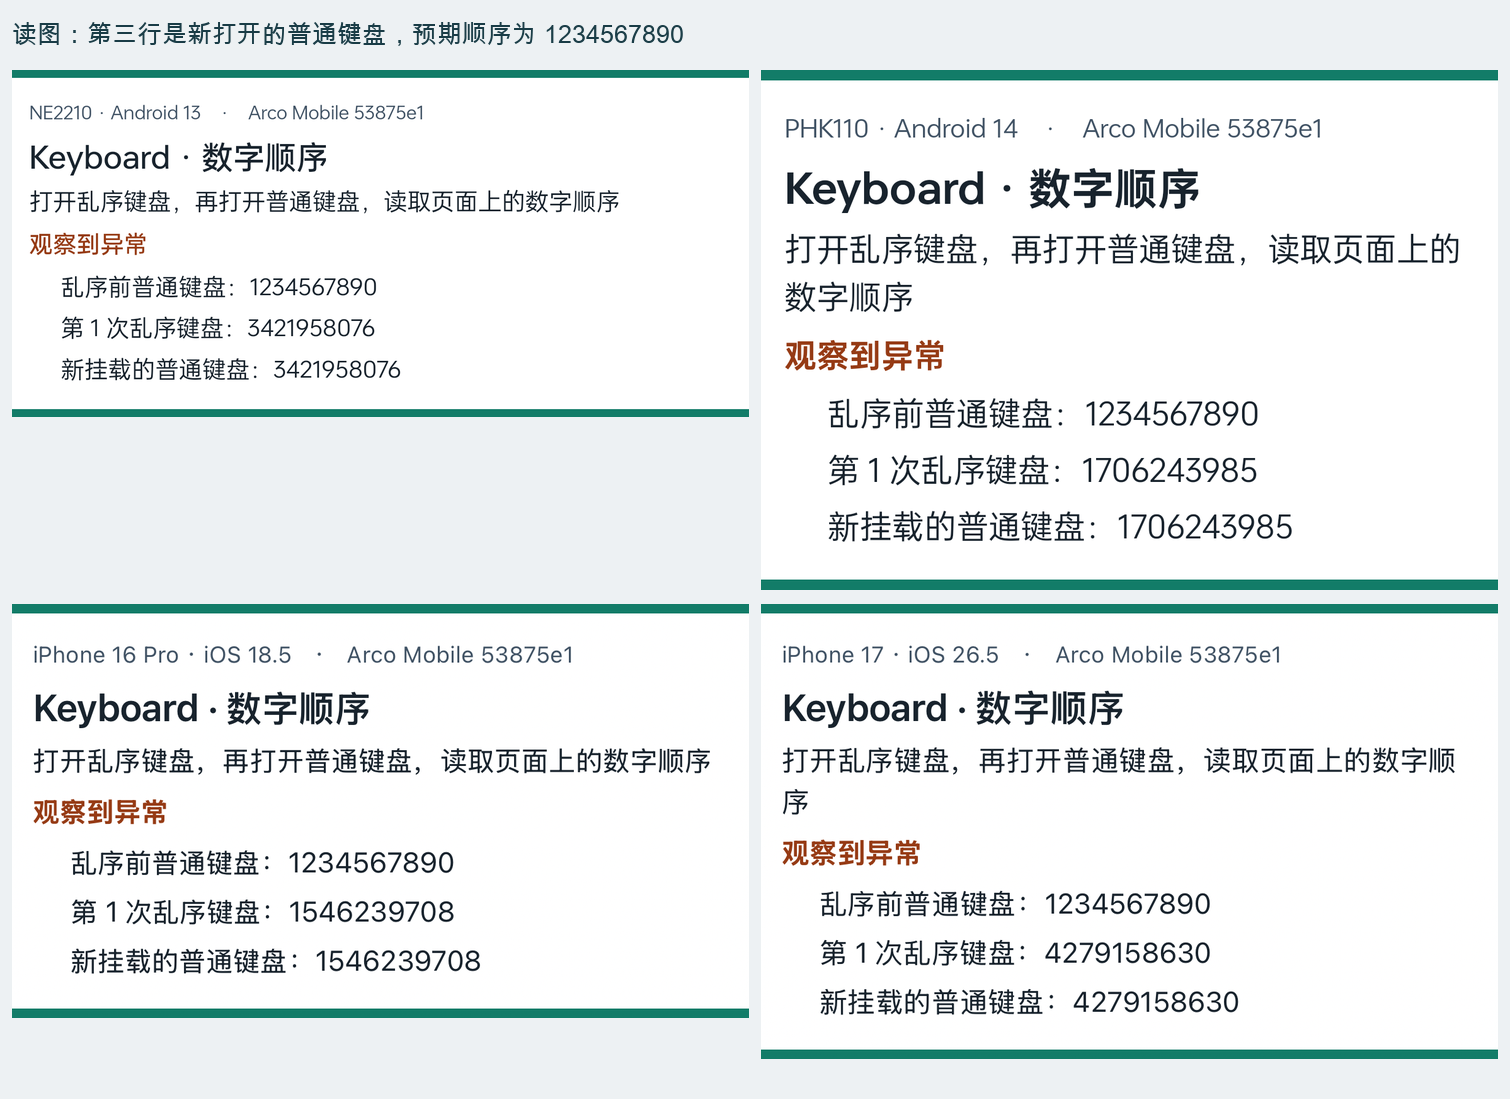 读图：第三行是新打开的普通键盘，预期顺序为 1234567890
NE2210 · Android 13 · Arco Mobile 53875e1
Keyboard · 数字顺序
打开乱序键盘，再打开普通键盘，读取页面上的数字顺序
观察到异常
乱序前普通键盘：1234567890
第 1 次乱序键盘：3421958076
新挂载的普通键盘：3421958076
PHK110 · Android 14 · Arco Mobile 53875e1
Keyboard · 数字顺序
打开乱序键盘，再打开普通键盘，读取页面上的
数字顺序
观察到异常
乱序前普通键盘：1234567890
第 1 次乱序键盘：1706243985
新挂载的普通键盘：1706243985
iPhone 16 Pro · iOS 18.5 · Arco Mobile 53875e1
Keyboard · 数字顺序
打开乱序键盘，再打开普通键盘，读取页面上的数字顺序
观察到异常
乱序前普通键盘：1234567890
第 1 次乱序键盘：1546239708
新挂载的普通键盘：1546239708
iPhone 17 · iOS 26.5 · Arco Mobile 53875e1
Keyboard · 数字顺序
打开乱序键盘，再打开普通键盘，读取页面上的数字顺
序
观察到异常
乱序前普通键盘：1234567890
第 1 次乱序键盘：4279158630
新挂载的普通键盘：4279158630